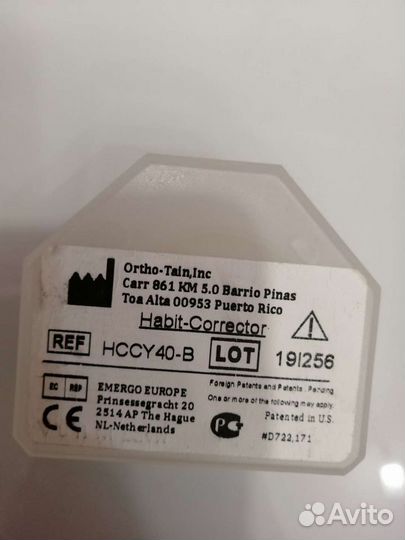 Ortho-Tain,Inc
Carr 861 KM 5.0 Barrio Pinas
Toa Alta 00953 Puerto Rico
Habit-Corrector
REF HCCY40-B LOT 19I256
EC REP EMERGO EUROPE
Prinsessegracht 20
2514 AP The Hague
NL-Netherlands
CE
Foreign Patents and Patents Pending
One or more of the following may apply.
Patented in U.S.
#D722,171
Avito